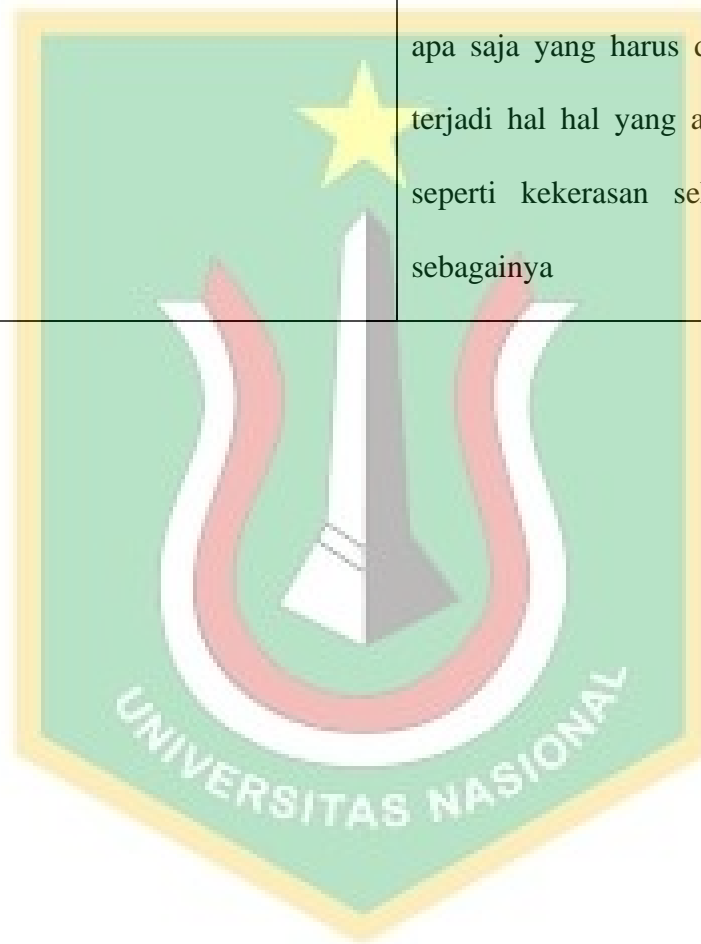 apa saja yang harus
terjadi hal hal yang
seperti kekerasan
sebagainya
UNIVERSITAS NASIONAL